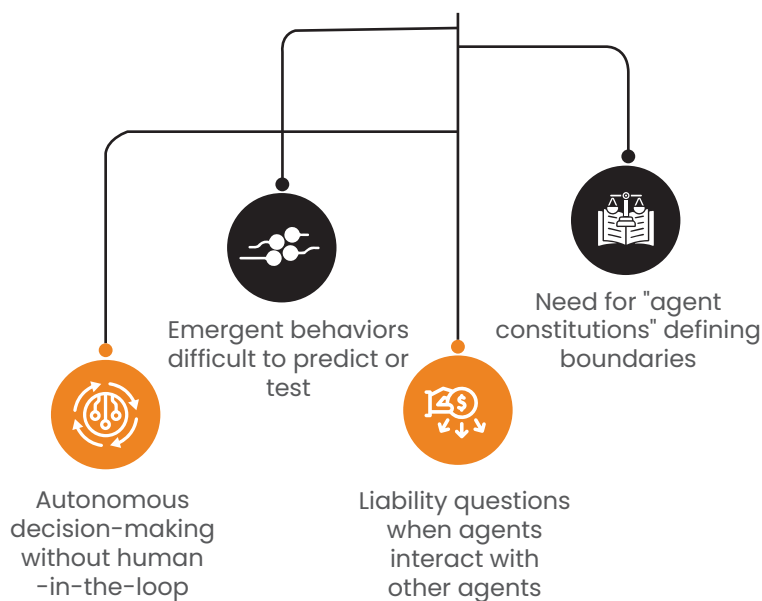 Emergent behaviors
difficult to predict or
test
Need for "agent
constitutions" defining
boundaries
Autonomous
decision-making
without human
-in-the-loop
Liability questions
when agents
interact with
other agents
$